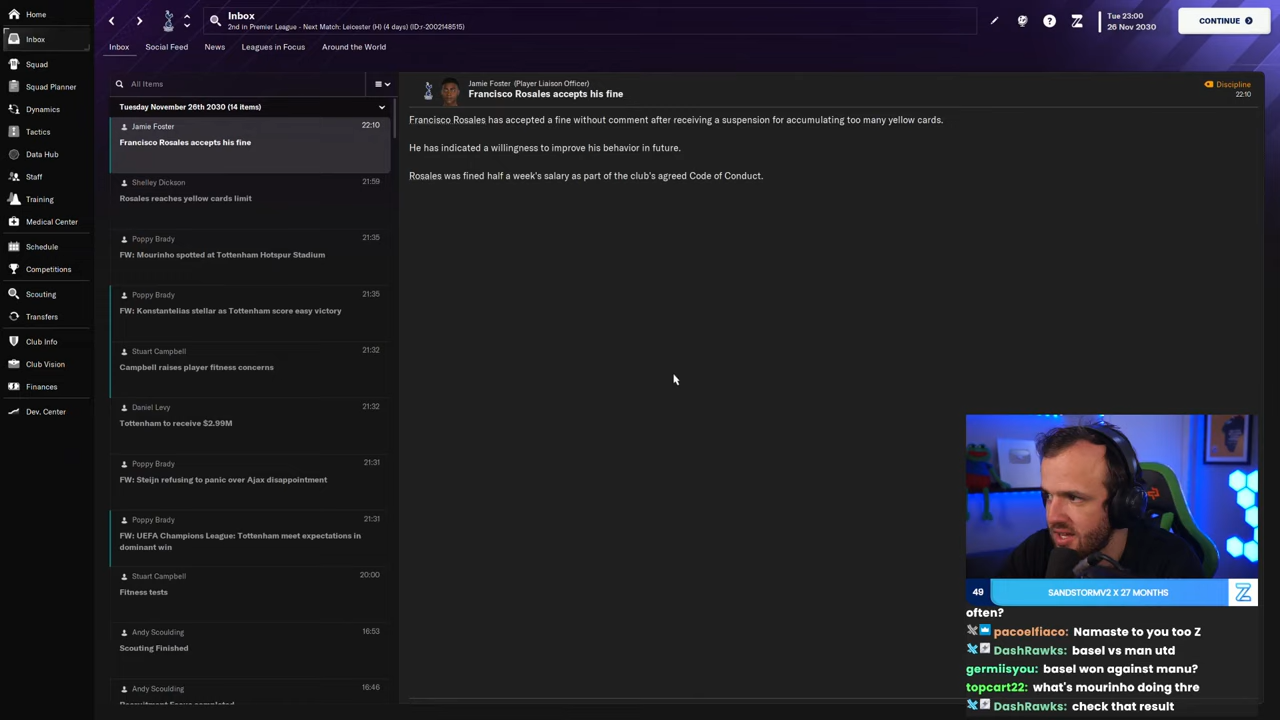 Home
Inbox
Squad
Squad Planner
Dynamics
Tactics
Data Hub
Staff
Training
Medical Center
Schedule
Competitions
Scouting
Transfers
Club Info
Club Vision
Finances
Dev. Center
Inbox
2nd in Premier League - Next Match: Leicester (H) (4 days) (ID:r-2002148515)
Tue 23:00
26 Nov 2030
CONTINUE
Inbox
Social Feed
News
Leagues in Focus
Around the World
All Items
Tuesday November 26th 2030 (14 items)
Jamie Foster
22:10
Francisco Rosales accepts his fine
Shelley Dickson
21:59
Rosales reaches yellow cards limit
Poppy Brady
21:35
FW: Mourinho spotted at Tottenham Hotspur Stadium
Poppy Brady
21:35
FW: Konstantelias stellar as Tottenham score easy victory
Stuart Campbell
21:32
Campbell raises player fitness concerns
Daniel Levy
21:32
Tottenham to receive $2.99M
Poppy Brady
21:31
FW: Steijn refusing to panic over Ajax disappointment
Poppy Brady
21:31
FW: UEFA Champions League: Tottenham meet expectations in
dominant win
Stuart Campbell
20:00
Fitness tests
Andy Scoulding
16:53
Scouting Finished
Andy Scoulding
16:46
Recruitment Focus completed
Jamie Foster (Player Liaison Officer)
Francisco Rosales accepts his fine
Discipline
22:10
Francisco Rosales has accepted a fine without comment after receiving a suspension for accumulating too many yellow cards.
He has indicated a willingness to improve his behavior in future.
Rosales was fined half a week's salary as part of the club's agreed Code of Conduct.
49
SANDSTORMV2 X 27 MONTHS
often?
pacoelfiaco: Namaste to you too Z
DashRawks: basel vs man utd
germiisyou: basel won against manu?
topcart22: what's mourinho doing thre
DashRawks: check that result